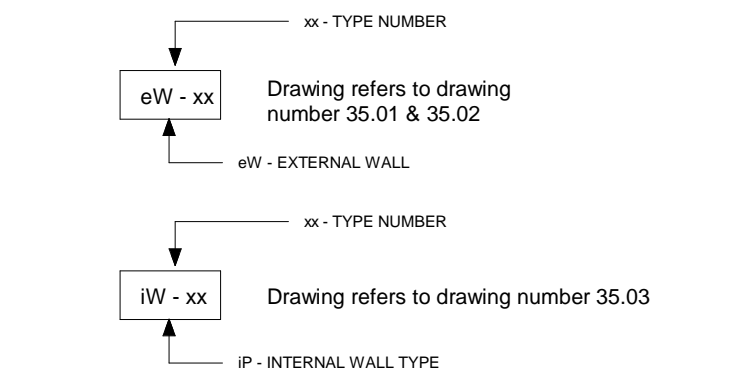 xx - TYPE NUMBER
eW - xx
Drawing refers to drawing
number 35.01 & 35.02
eW - EXTERNAL WALL
xx - TYPE NUMBER
iW - xx
Drawing refers to drawing number 35.03
iP - INTERNAL WALL TYPE